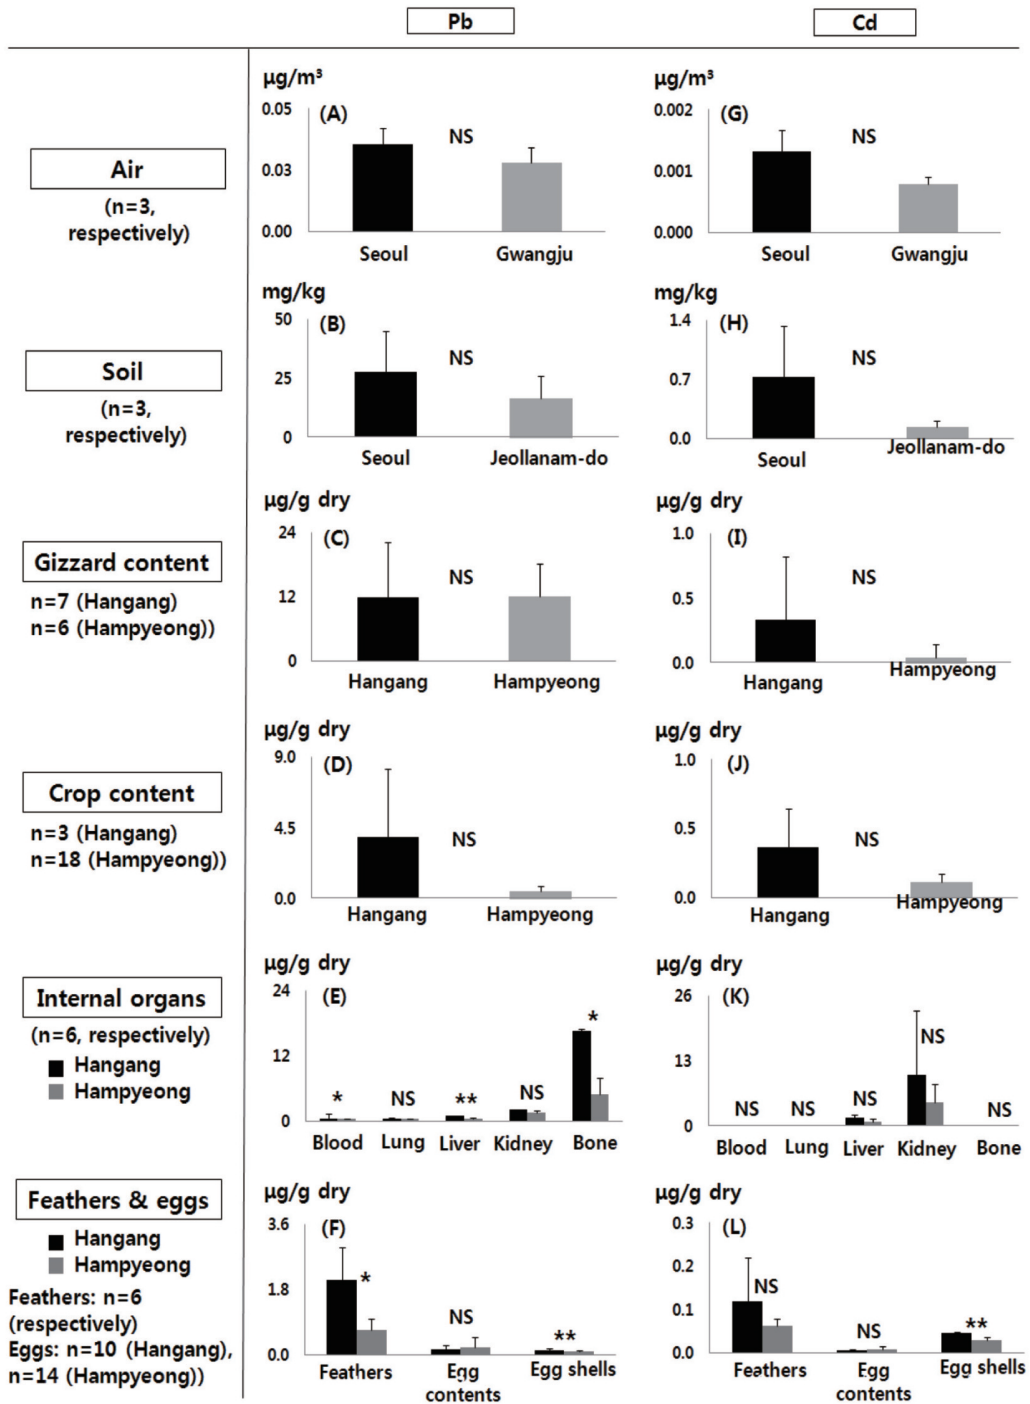 Pb
Cd
Air
(n=3,
respectively)
µg/m³
0.05
0.03
0.00
(A)
NS
Seoul
Gwangju
µg/m³
0.002
0.001
0.000
(G)
NS
Seoul
Gwangju
Soil
(n=3,
respectively)
mg/kg
50
25
0
(B)
NS
Seoul
Jeollanam-do
mg/kg
1.4
0.7
0.0
(H)
NS
Seoul
Jeollanam-do
Gizzard content
n=7 (Hangang)
n=6 (Hampyeong))
µg/g dry
24
12
0
(C)
NS
Hangang
Hampyeong
µg/g dry
1.0
0.5
0.0
(I)
NS
Hangang
Hampyeong
Crop content
n=3 (Hangang)
n=18 (Hampyeong))
µg/g dry
9.0
4.5
0.0
(D)
NS
Hangang
Hampyeong
µg/g dry
1.0
0.5
0.0
(J)
NS
Hangang
Hampyeong
Internal organs
(n=6, respectively)
Hangang
Hampyeong
µg/g dry
24
12
0
(E)
*
NS
**
NS
*
Blood
Lung
Liver
Kidney
Bone
µg/g dry
26
13
0
(K)
NS
NS
NS
NS
NS
Blood
Lung
Liver
Kidney
Bone
Feathers & eggs
Hangang
Hampyeong
Feathers: n=6
(respectively)
Eggs: n=10 (Hangang),
n=14 (Hampyeong))
µg/g dry
3.6
1.8
0.0
(F)
*
NS
**
Feathers
Egg
contents
Egg shells
µg/g dry
0.3
0.2
0.1
0.0
(L)
NS
NS
**
Feathers
Egg
contents
Egg shells